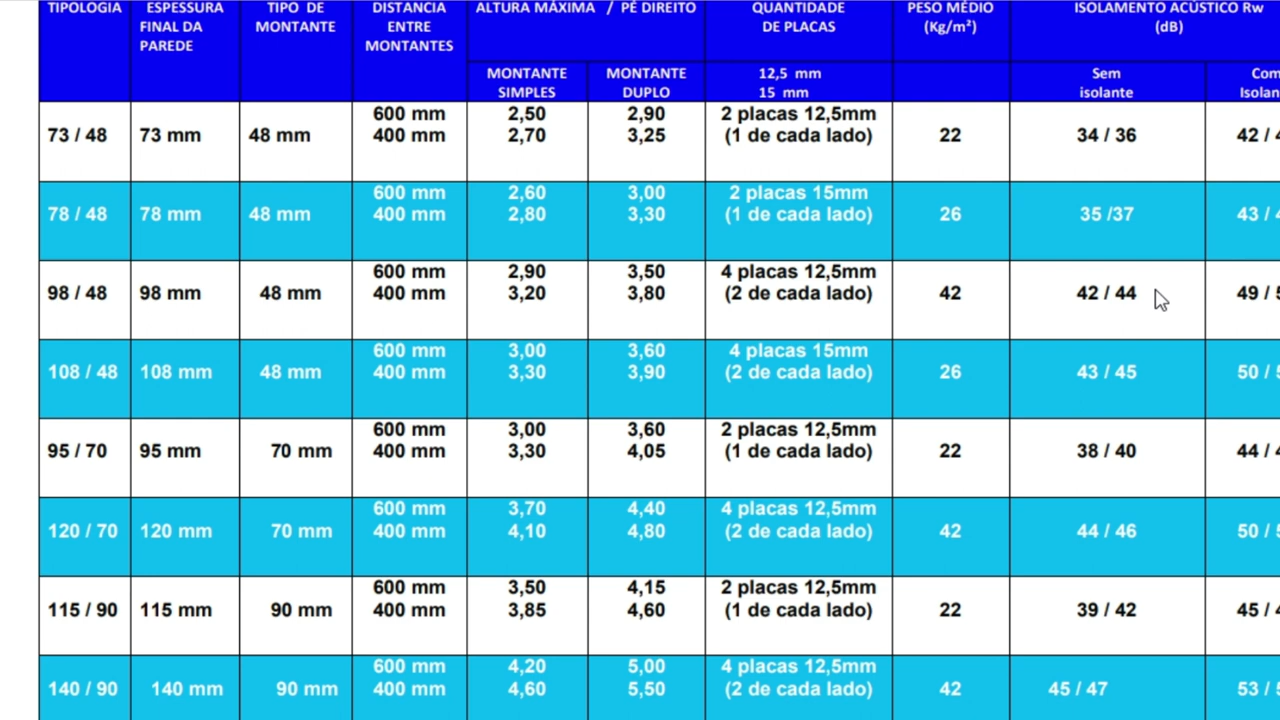 TIPOLOGIA ESPESSURA FINAL DA PAREDE TIPO DE MONTANTE DISTANCIA ENTRE MONTANTES ALTURA MÁXIMA / PÉ DIREITO QUANTIDADE DE PLACAS PESO MÉDIO (Kg/m²) ISOLAMENTO ACÚSTICO Rw (dB)
MONTANTE SIMPLES MONTANTE DUPLO 12,5 mm 15 mm Sem isolante
600 mm 2,50 2,90 2 placas 12,5mm
73 / 48 73 mm 48 mm 400 mm 2,70 3,25 (1 de cada lado) 22 34 / 36 42 /
600 mm 2,60 3,00 2 placas 15mm
78 / 48 78 mm 48 mm 400 mm 2,80 3,30 (1 de cada lado) 26 35 /37 43 /
600 mm 2,90 3,50 4 placas 12,5mm
98 / 48 98 mm 48 mm 400 mm 3,20 3,80 (2 de cada lado) 42 42 / 44 49 /
600 mm 3,00 3,60 4 placas 15mm
108 / 48 108 mm 48 mm 400 mm 3,30 3,90 (2 de cada lado) 26 43 / 45 50 /
600 mm 3,00 3,60 2 placas 12,5mm
95 / 70 95 mm 70 mm 400 mm 3,30 4,05 (1 de cada lado) 22 38 / 40 44 /
600 mm 3,70 4,40 4 placas 12,5mm
120 / 70 120 mm 70 mm 400 mm 4,10 4,80 (2 de cada lado) 42 44 / 46 50 /
600 mm 3,50 4,15 2 placas 12,5mm
115 / 90 115 mm 90 mm 400 mm 3,85 4,60 (1 de cada lado) 22 39 / 42 45 /
600 mm 4,20 5,00 4 placas 12,5mm
140 / 90 140 mm 90 mm 400 mm 4,60 5,50 (2 de cada lado) 42 45 / 47 53 /